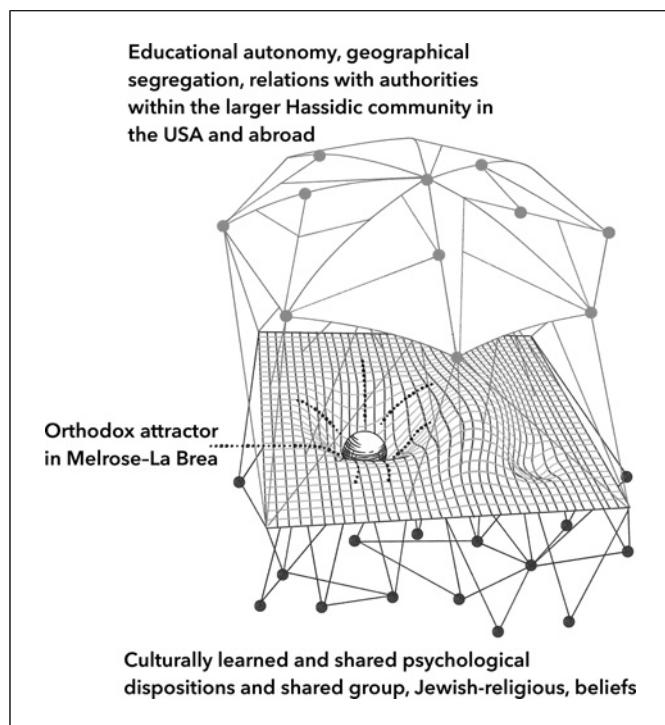 Educational autonomy, geographical
segregation, relations with authorities
within the larger Hassidic community in
the USA and abroad
Orthodox attractor
in Melrose–La Brea
Culturally learned and shared psychological
dispositions and shared group, Jewish-religious, beliefs